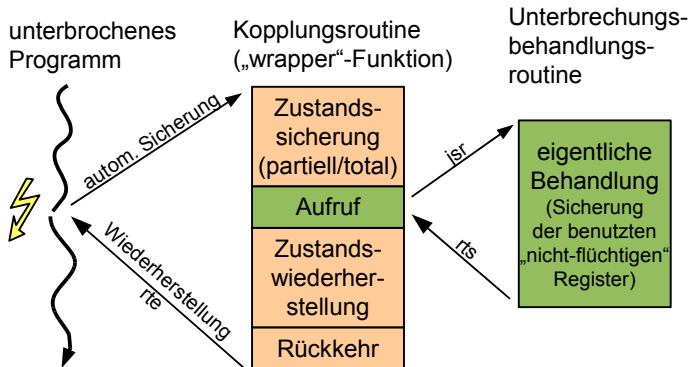 unterbrochenes
Programm
Kopplungsroutine
(„wrapper“-Funktion)
Unterbrechungs-
behandlungs-
routine
autom. Sicherung
Zustands-
sicherung
(partiell/total)
Aufruf
Zustands-
wiederher-
stellung
Rückkehr
Wiederherstellung
rte
jsr
rts
eigentliche
Behandlung
(Sicherung
der benutzten
„nicht-flüchtigen“
Register)